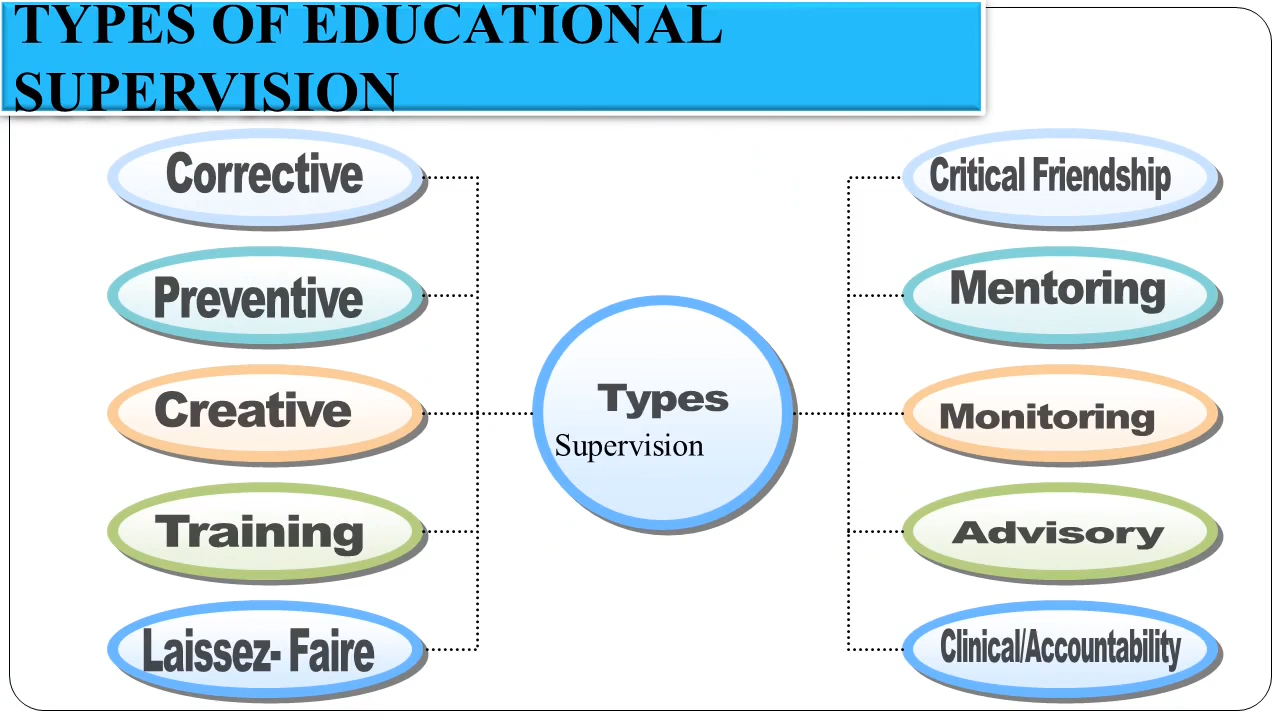 TYPES OF EDUCATIONAL
SUPERVISION
Corrective
Preventive
Creative
Training
Laissez- Faire
Types
Supervision
Critical Friendship
Mentoring
Monitoring
Advisory
Clinical/Accountability